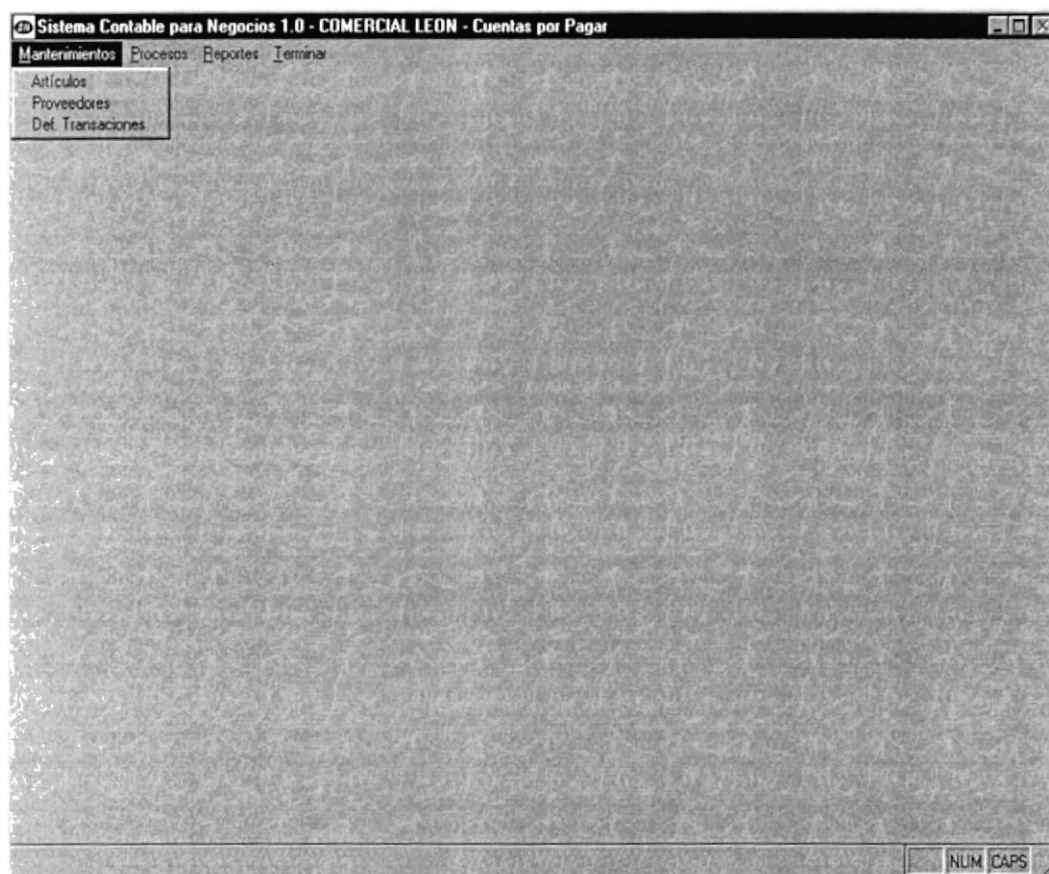 Sistema Contable para Negocios 1.0 - COMERCIAL LEON - Cuentas por Pagar
Mantenimientos Procesos Reportes Terminar
Artículos
Proveedores
Def. Transaciones
NUM CAPS